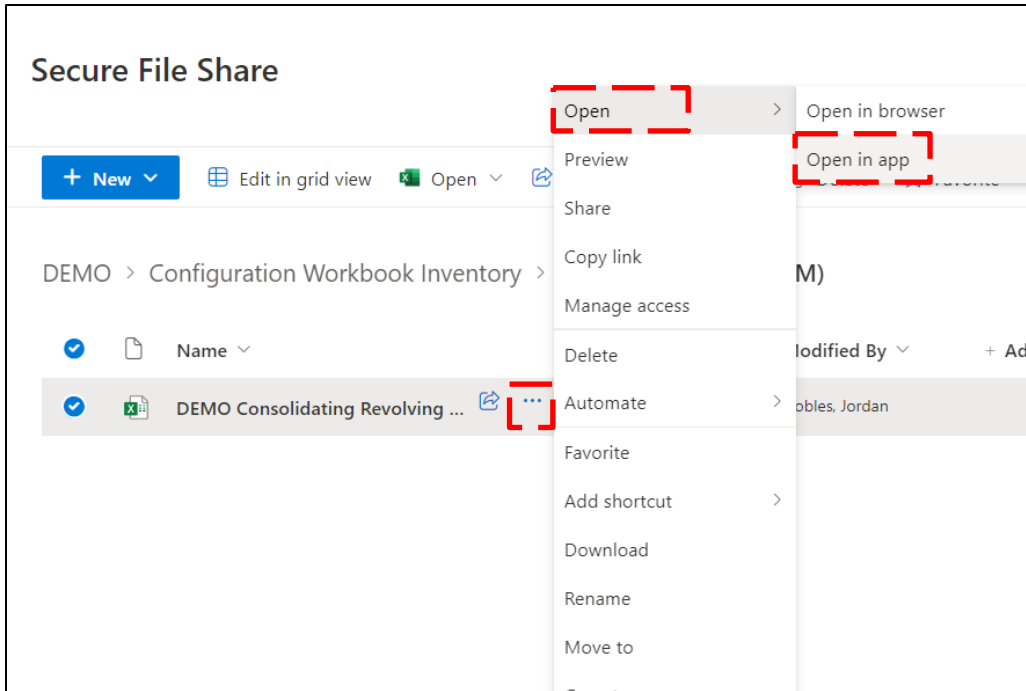 Secure File Share
Open
Open in browser
Preview
Open in app
+ New
Edit in grid view
Open
Share
Copy link
DEMO > Configuration Workbook Inventory >
M)
Manage access
Name
Delete
odified By
+ Ad
DEMO Consolidating Revolving ...
...
Automate
obles, Jordan
Favorite
Add shortcut
Download
Rename
Move to